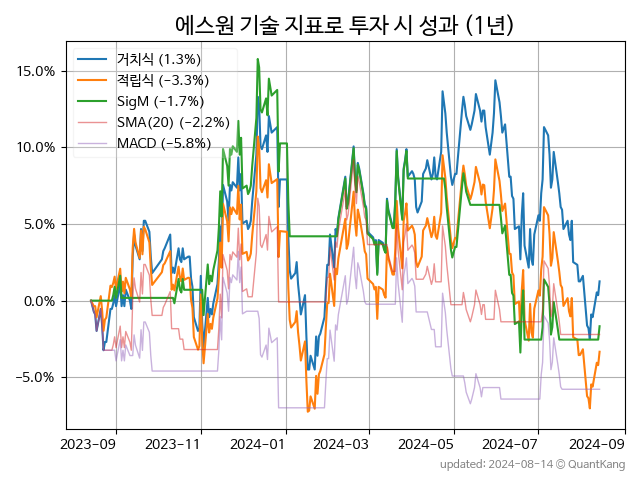 에스원 기술 지표로 투자 시 성과 (1년)
거치식 (1.3%)
적립식 (−3.3%)
SigM (−1.7%)
SMA(20) (−2.2%)
MACD (−5.8%)
15.0%
10.0%
5.0%
0.0%
−5.0%
2023−09 2023−11 2024−01 2024−03 2024−05 2024−07 2024−09
updated: 2024-08-14 © QuantKang